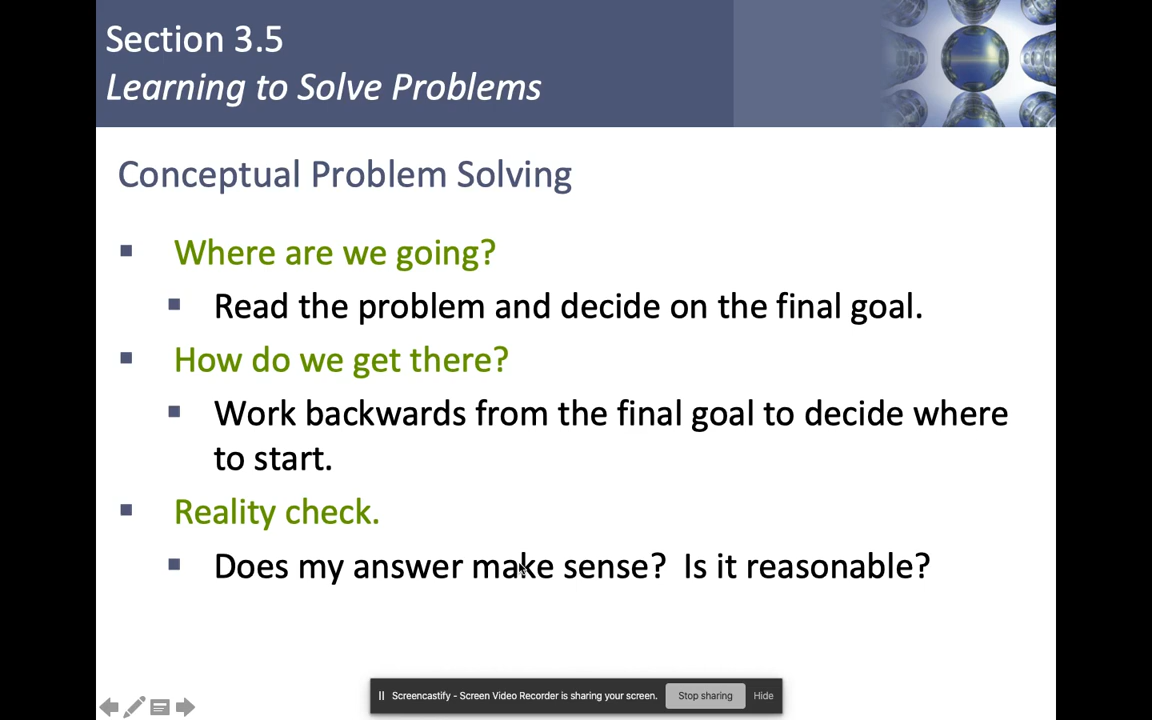 Section 3.5
Learning to Solve Problems
Conceptual Problem Solving
Where are we going?
Read the problem and decide on the final goal.
How do we get there?
Work backwards from the final goal to decide where
to start.
Reality check.
Does my answer make sense?  Is it reasonable?
Screencastify - Screen Video Recorder is sharing your screen. Stop sharing Hide